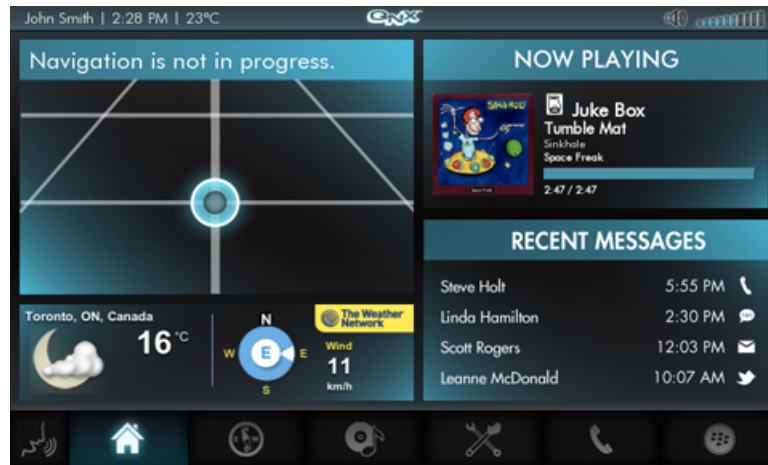 John Smith | 2:28 PM | 23°C
QNX
Navigation is not in progress.
NOW PLAYING
SINKHOLE
Space Freak
Juke Box
Tumble Mat
Sinkhole
Space Freak
2:47 / 2:47
RECENT MESSAGES
Steve Holt 5:55 PM
Linda Hamilton 2:30 PM
Scott Rogers 12:03 PM
Leanne McDonald 10:07 AM
Toronto, ON, Canada
16 °C
N
W E E
S
The Weather
Network
Wind
11
km/h